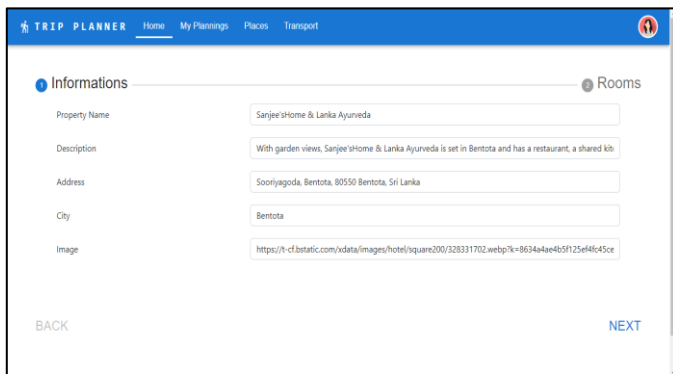 TRIP PLANNER Home My Plannings Places Transport
1 Informations 2 Rooms
Property Name Sanjee'sHome & Lanka Ayurveda
Description With garden views, Sanjee'sHome & Lanka Ayurveda is set in Bentota and has a restaurant, a shared kit
Address Sooriyagoda, Bentota, 80550 Bentota, Sri Lanka
City Bentota
Image https://t-cf.bstatic.com/xdata/images/hotel/square200/328331702.webp?k=8634a4ae4b5f125ef4fc45ce
BACK NEXT